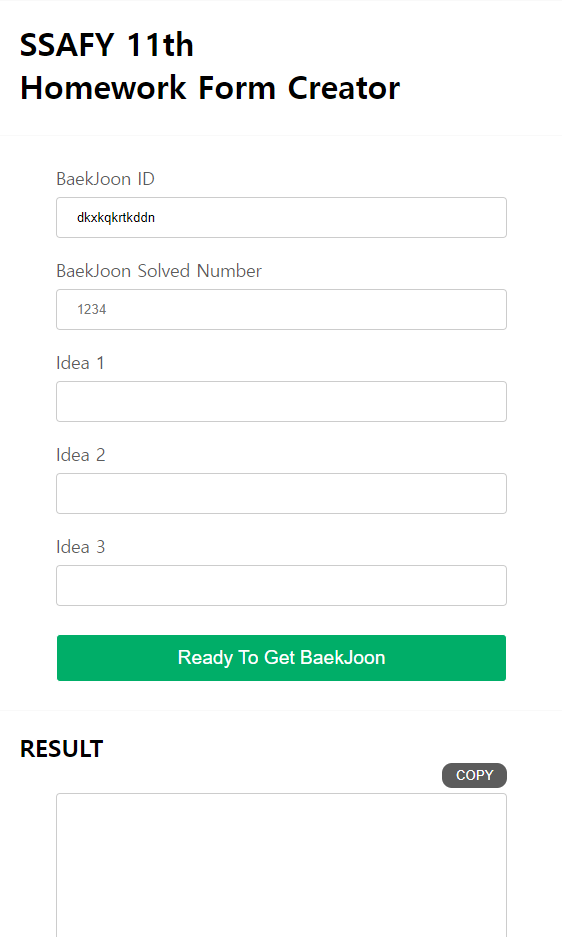 SSAFY 11th
Homework Form Creator
BaekJoon ID
dkxkqkrtkddn
BaekJoon Solved Number
1234
Idea 1
Idea 2
Idea 3
Ready To Get BaekJoon
RESULT
COPY